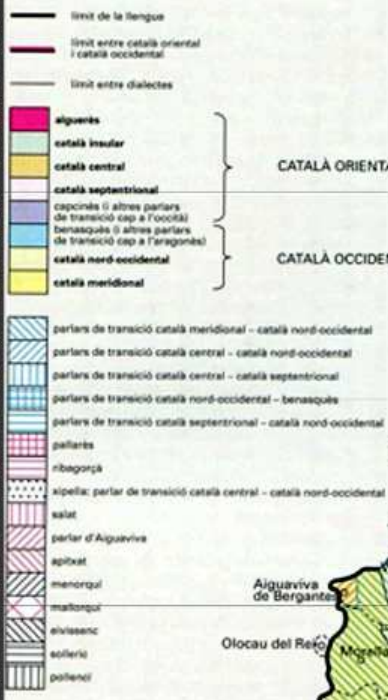 límit de la llengua
límit entre català oriental
i català occidental
límit entre dialectes
alguerès
català insular
català central
català septentrional
capcinès (i altres parlars
de transició cap a l'occità)
CATALÀ ORIENTA
benasquès (i altres parlars
de transició cap a l'aragonès)
català nord-occidental
català meridional
CATALÀ OCCIDEN
parlars de transició català meridional – català nord-occidental
parlars de transició català central – català nord-occidental
parlars de transició català central – català septentrional
parlars de transició català nord-occidental – benasquès
parlars de transició català septentrional – català nord-occidental
pallarès
ribagorçà
xipella: parlar de transició català central – català nord-occidental
salat
parlar d'Aiguaviva
apitxat
menorquí
mallorquí
eivissenc
solleric
pollencí
Aiguaviva
de Bergantes
Olocau del Rei
Morella